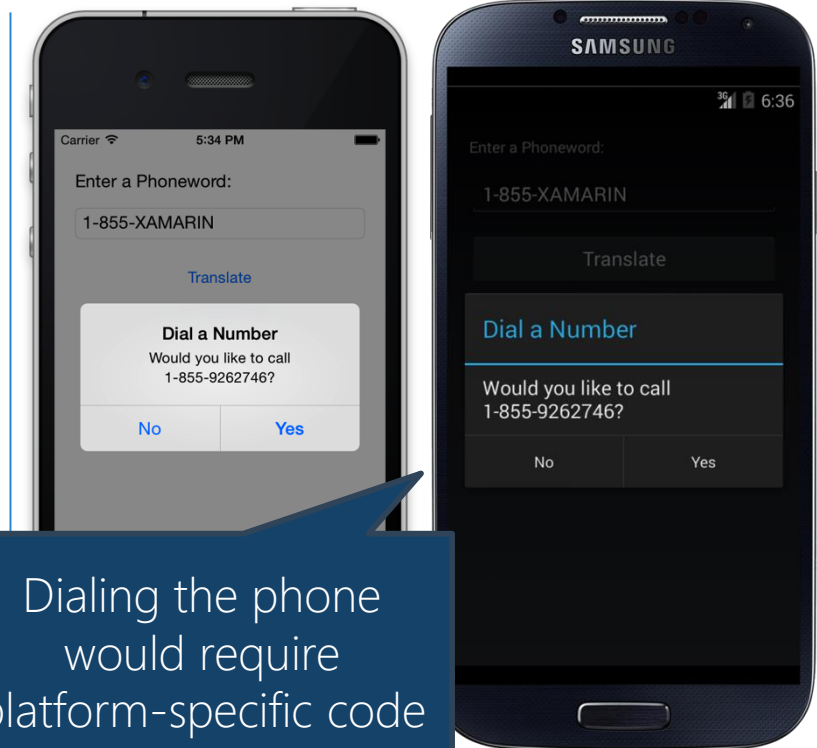 Carrier
5:34 PM
Enter a Phoneword:
1-855-XAMARIN
Translate
Dial a Number
Would you like to call
1-855-9262746?
No
Yes
SAMSUNG
3G
6:36
Enter a Phoneword:
1-855-XAMARIN
Translate
Dial a Number
Would you like to call
1-855-9262746?
No
Yes
Dialing the phone
would require
platform-specific code